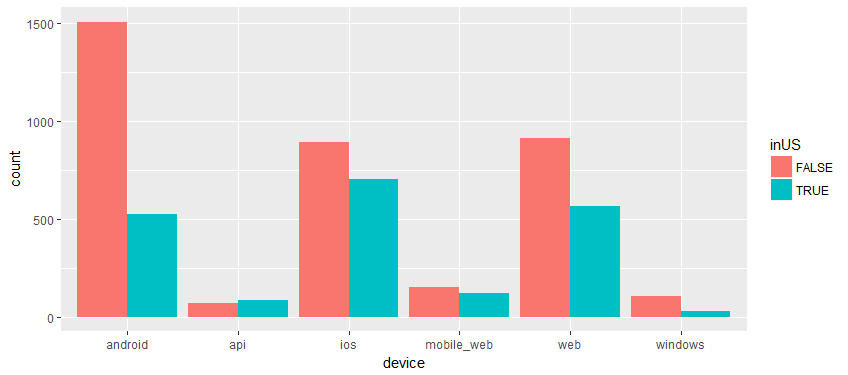 1500
1000
500
0
count
android api ios mobile_web web windows
device
inUS
FALSE
TRUE